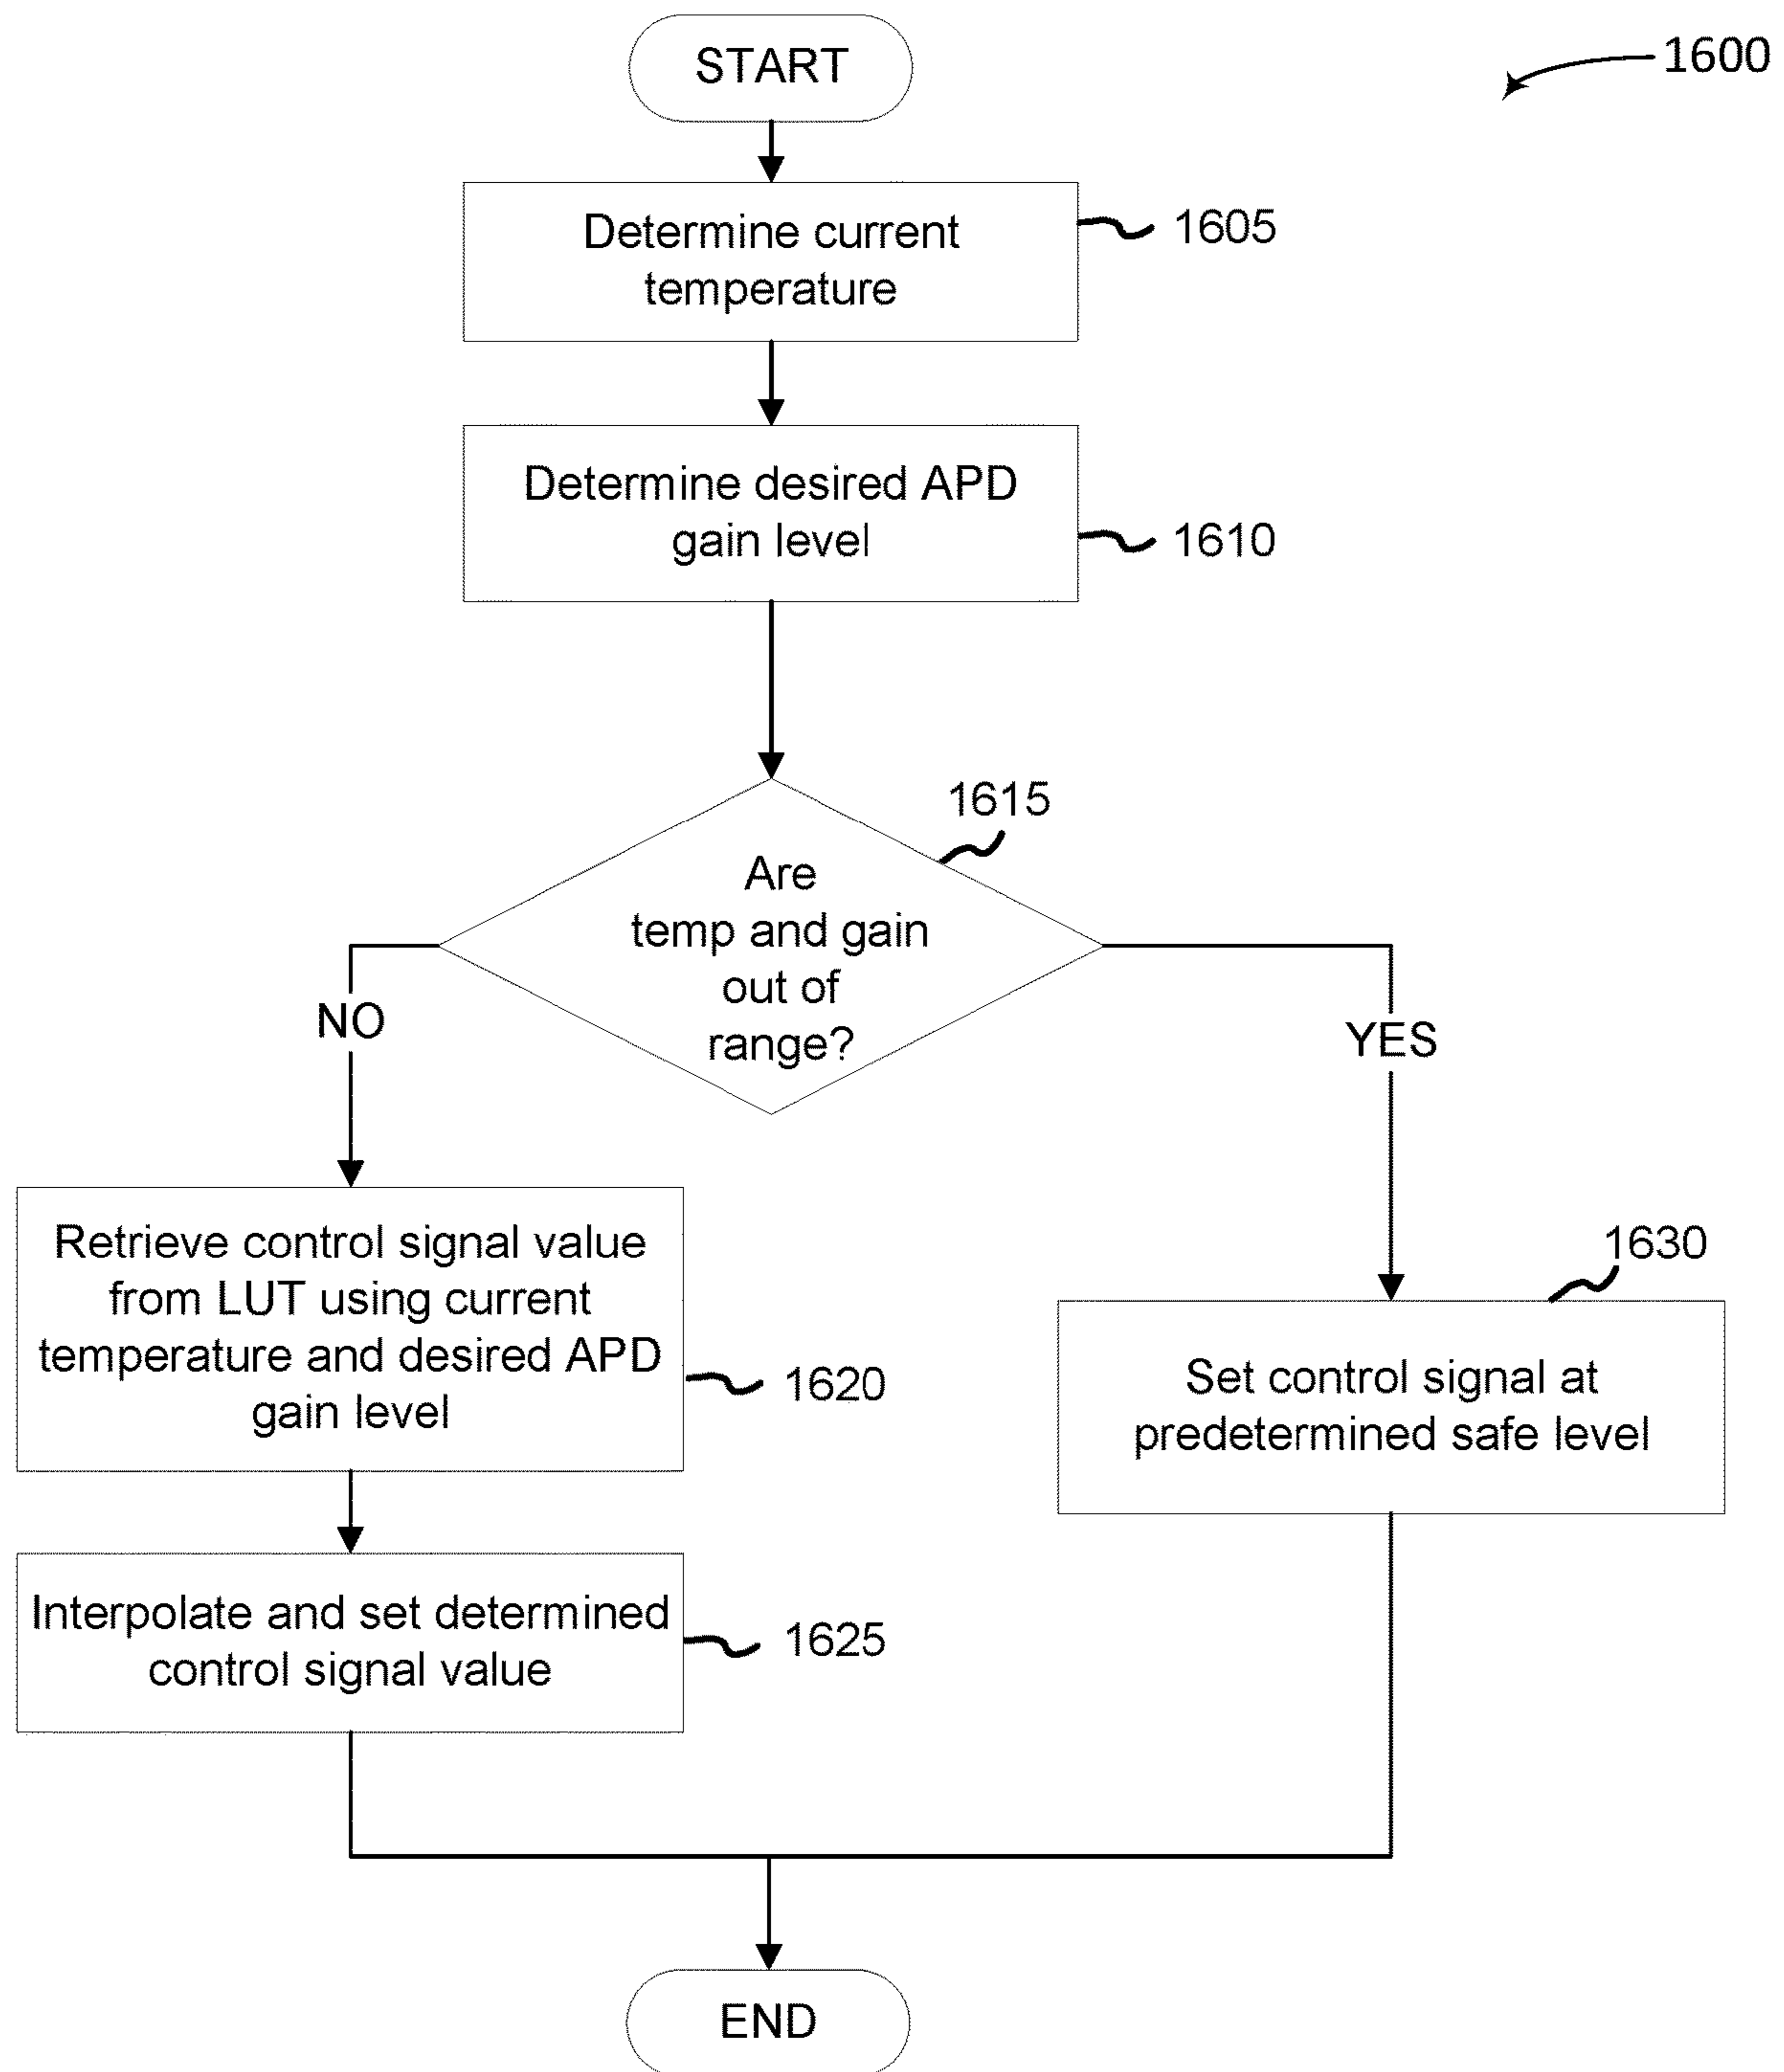 START
1600
Determine current
temperature
1605
Determine desired APD
gain level
1610
1615
Are
temp and gain
out of
range?
NO
YES
Retrieve control signal value
from LUT using current
temperature and desired APD
gain level
1620
1630
Set control signal at
predetermined safe level
Interpolate and set determined
control signal value
1625
END